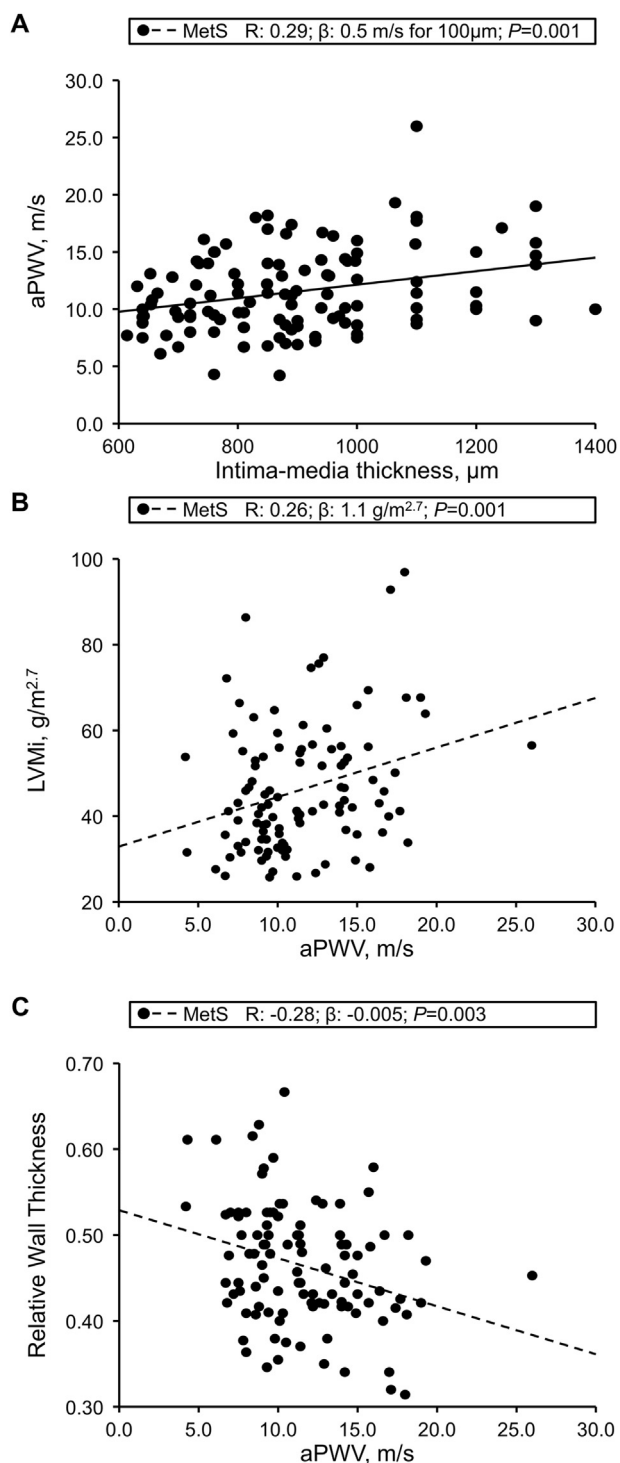 A
MetS R: 0.29; β: 0.5 m/s for 100μm; P=0.001
30.0
25.0
20.0
15.0
10.0
5.0
0.0
aPWV, m/s
600 800 1000 1200 1400
Intima-media thickness, μm
B
MetS R: 0.26; β: 1.1 g/m2.7; P=0.001
100
80
60
40
20
LVMi, g/m2.7
0.0 5.0 10.0 15.0 20.0 25.0 30.0
aPWV, m/s
C
MetS R: -0.28; β: -0.005; P=0.003
0.70
0.60
0.50
0.40
0.30
Relative Wall Thickness
0.0 5.0 10.0 15.0 20.0 25.0 30.0
aPWV, m/s